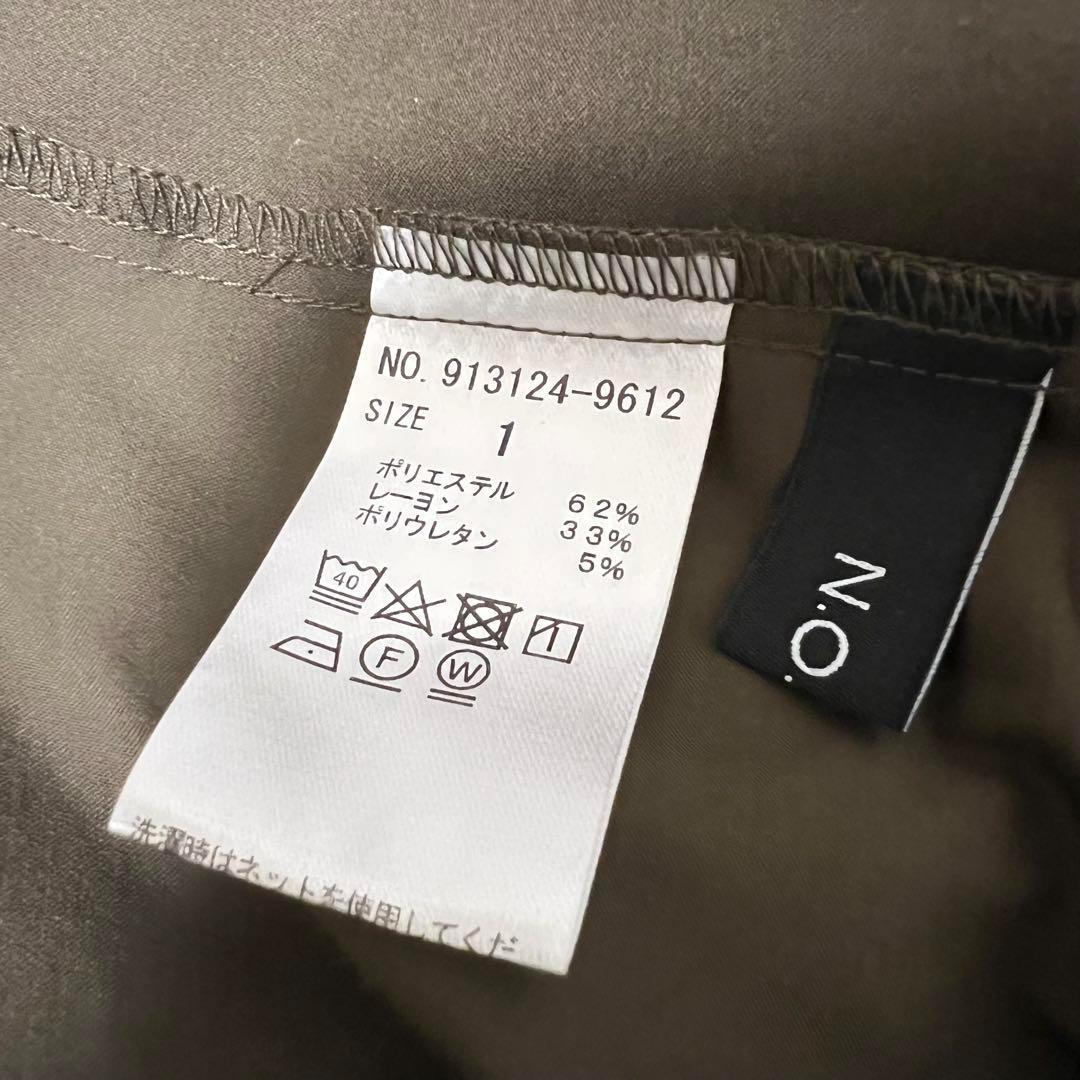 NO. 913124-9612
SIZE 1
ポリエステル 62%
レーヨン 33%
ポリウレタン 5%
40
1
F W
洗濯時はネットを使用してくだ
N.O.